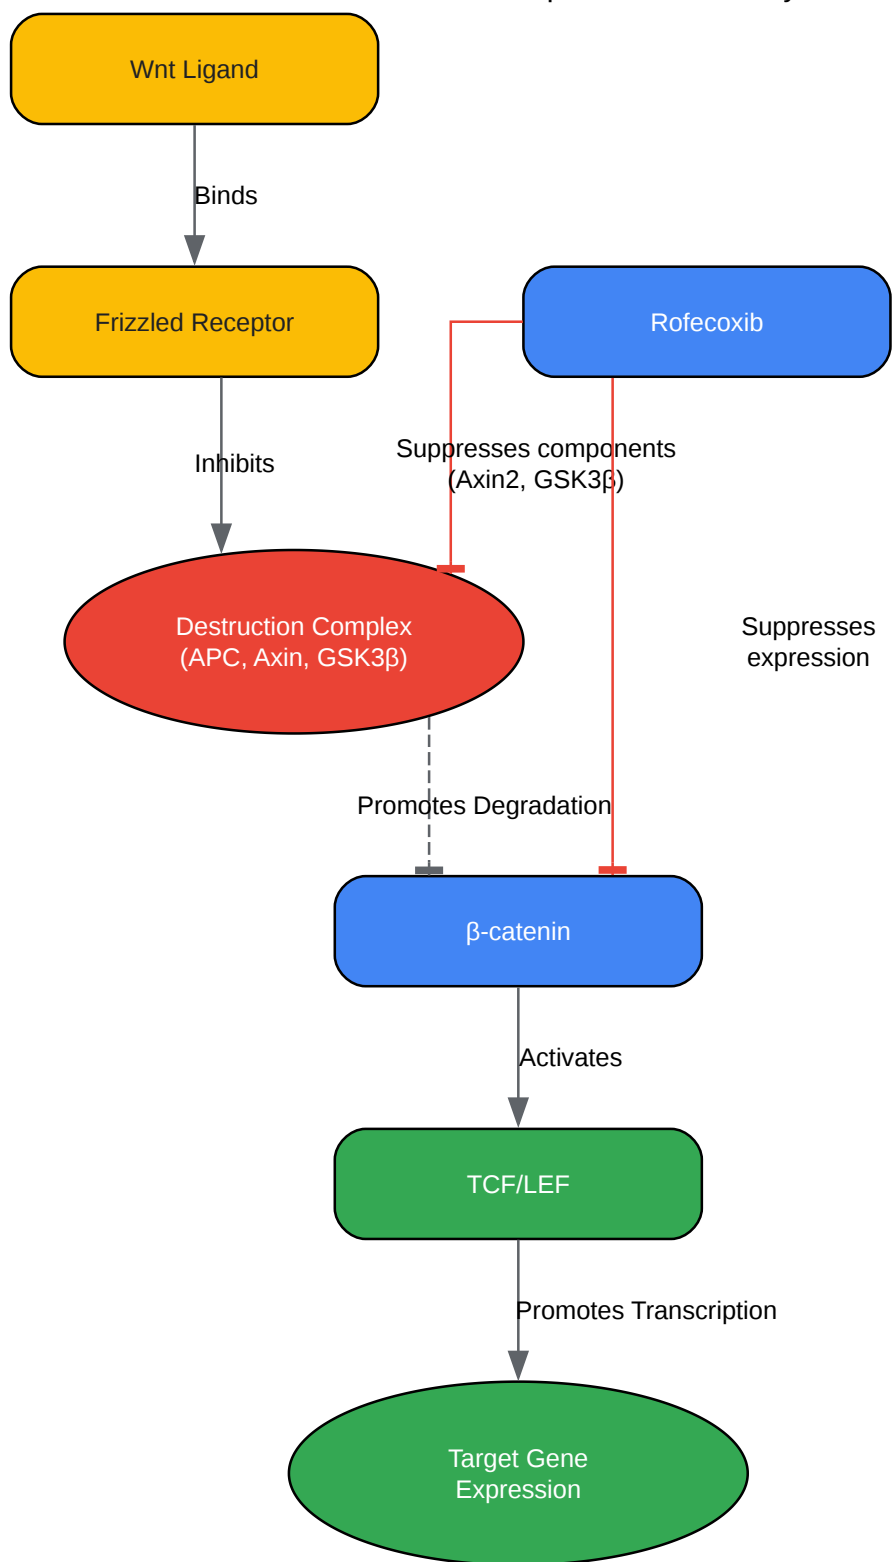 Wnt Ligand
Binds
Frizzled Receptor
Rofecoxib
Inhibits
Suppresses components
(Axin2, GSK3β)
Destruction Complex
(APC, Axin, GSK3β)
Suppresses
expression
Promotes Degradation
β-catenin
Activates
TCF/LEF
Promotes Transcription
Target Gene
Expression